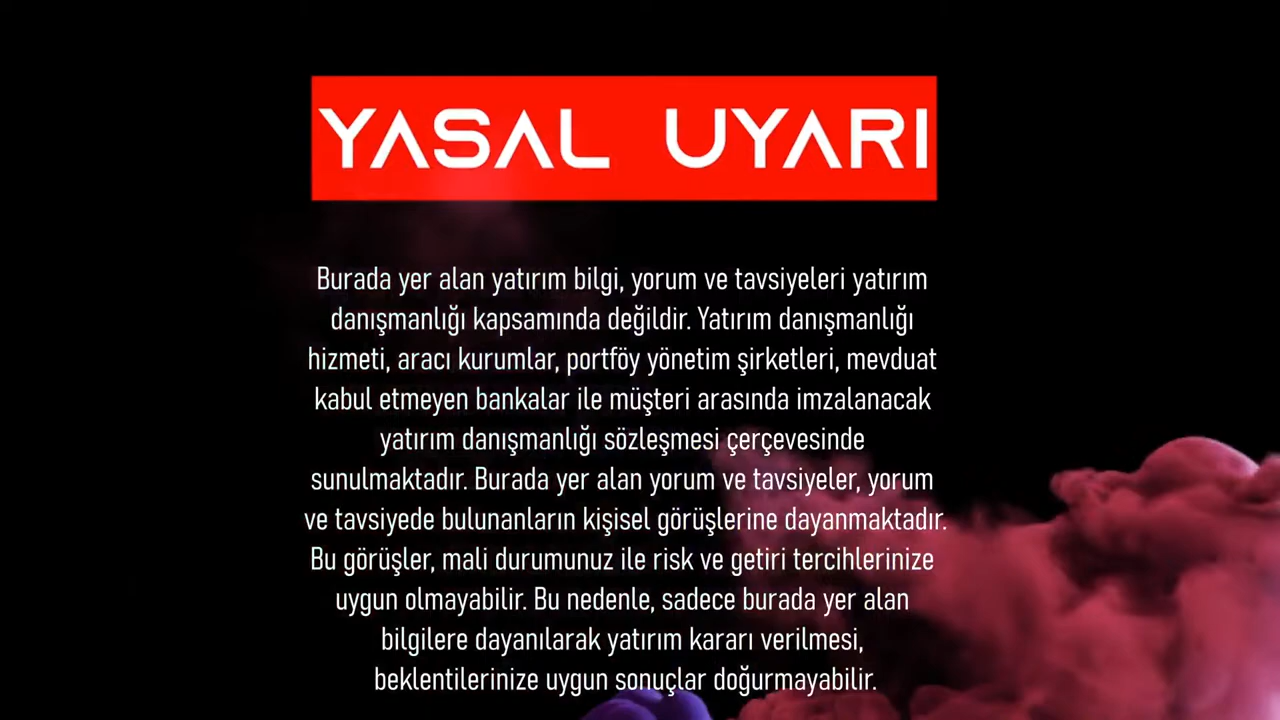 YASAL UYARI
Burada yer alan yatırım bilgi, yorum ve tavsiyeleri yatırım
danışmanlığı kapsamında değildir. Yatırım danışmanlığı
hizmeti, aracı kurumlar, portföy yönetim şirketleri, mevduat
kabul etmeyen bankalar ile müşteri arasında imzalanacak
yatırım danışmanlığı sözleşmesi çerçevesinde
sunulmaktadır. Burada yer alan yorum ve tavsiyeler, yorum
ve tavsiyede bulunanların kişisel görüşlerine dayanmaktadır.
Bu görüşler, mali durumunuz ile risk ve getiri tercihlerinize
uygun olmayabilir. Bu nedenle, sadece burada yer alan
bilgilere dayanılarak yatırım kararı verilmesi,
beklentilerinize uygun sonuçlar doğurmayabilir.